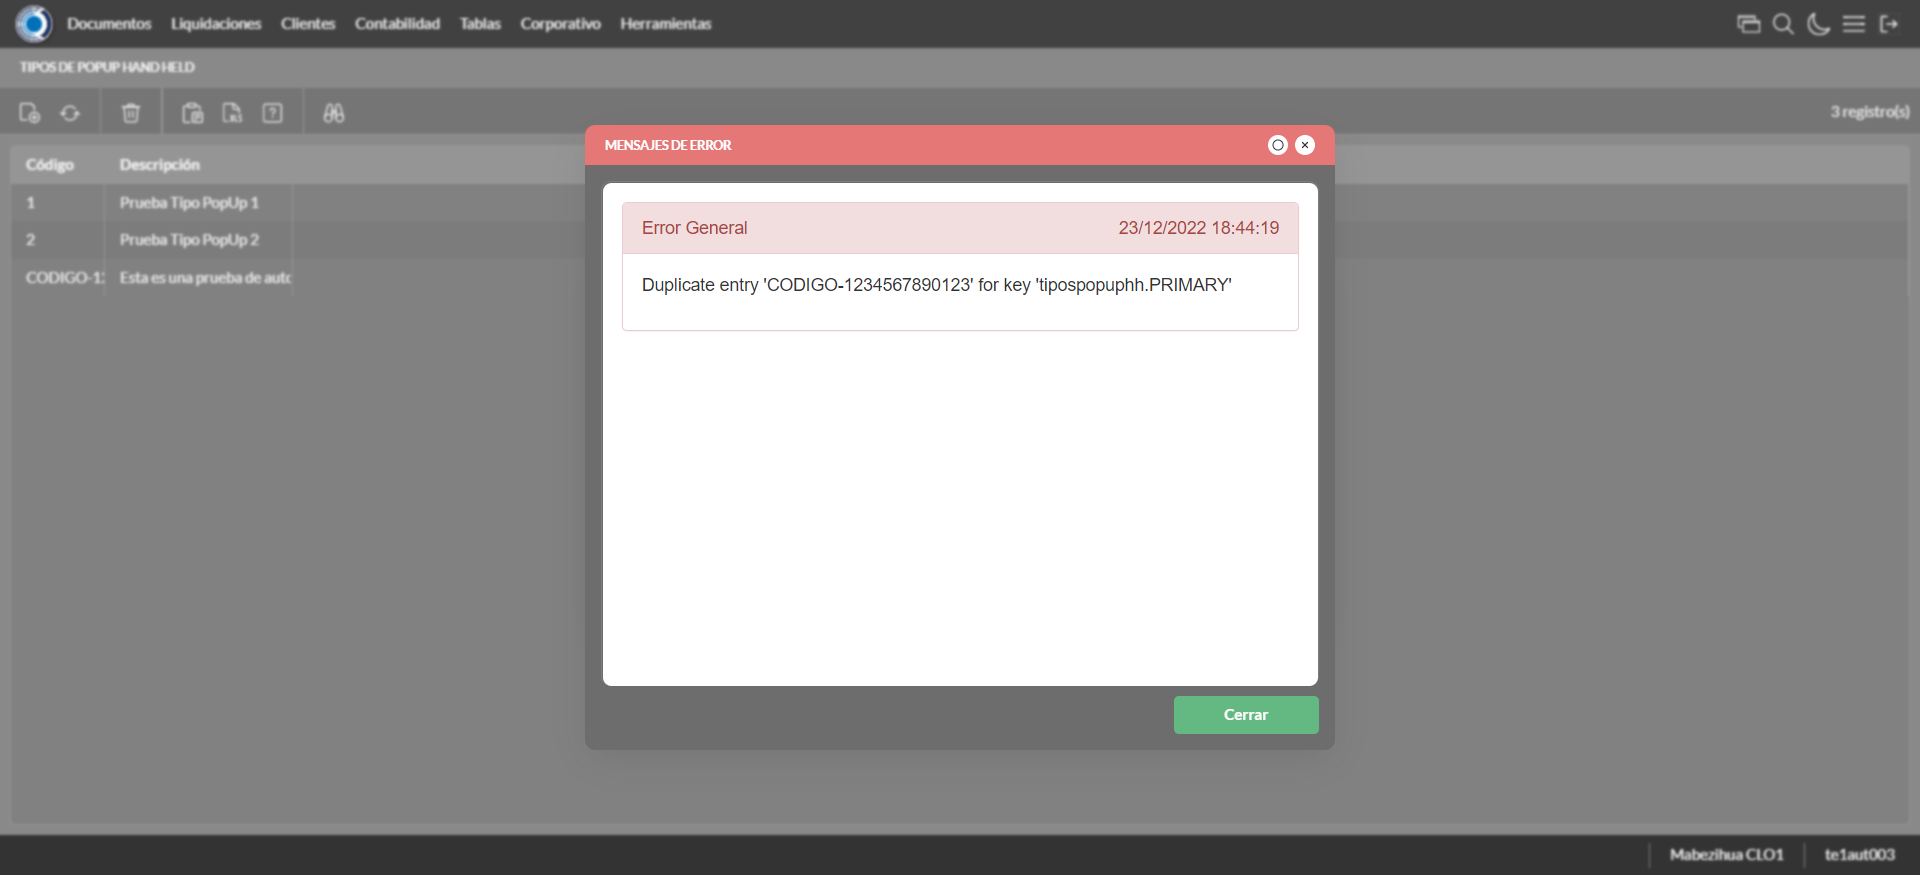 Documentos Liquidaciones Clientes Contabilidad Tablas Corporativo Herramientas
TIPOS DE POPUP HAND HELD
3 registro(s)
Código Descripción
1 Prueba Tipo PopUp 1
2 Prueba Tipo PopUp 2
CODIGO-12 Esta es una prueba de auto
MENSAJES DE ERROR
Error General 23/12/2022 18:44:19
Duplicate entry 'CODIGO-1234567890123' for key 'tipospopuphh.PRIMARY'
Cerrar
Mabezihua CLO1 te1aut003